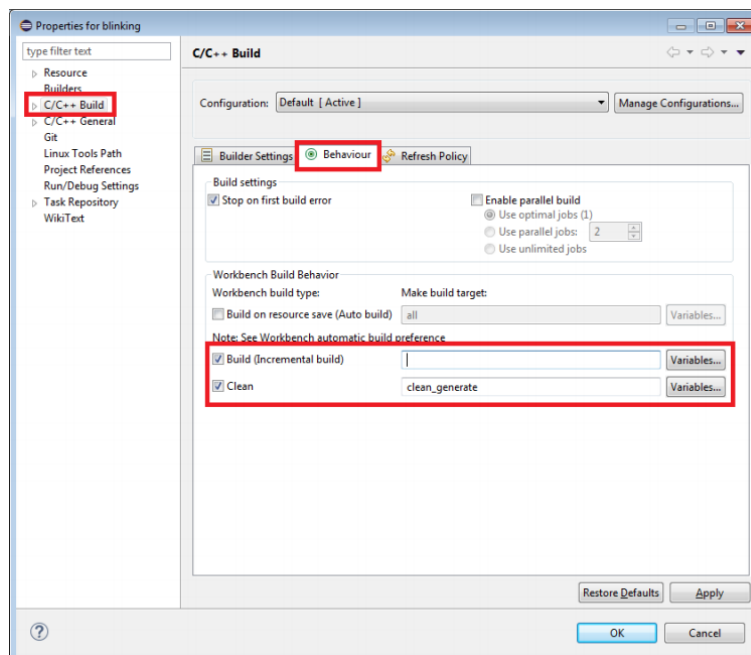 Properties for blinking
type filter text
Resource
Builders
C/C++ Build
C/C++ General
Git
Linux Tools Path
Project References
Run/Debug Settings
Task Repository
WikiText
C/C++ Build
Configuration: Default [ Active ] Manage Configurations...
Builder Settings Behaviour Refresh Policy
Build settings
Stop on first build error Enable parallel build
Use optimal jobs (1)
Use parallel jobs: 2
Use unlimited jobs
Workbench Build Behavior
Workbench build type: Make build target:
Build on resource save (Auto build) all Variables...
Note: See Workbench automatic build preference
Build (Incremental build) Variables...
Clean clean_generate Variables...
Restore Defaults Apply
? OK Cancel